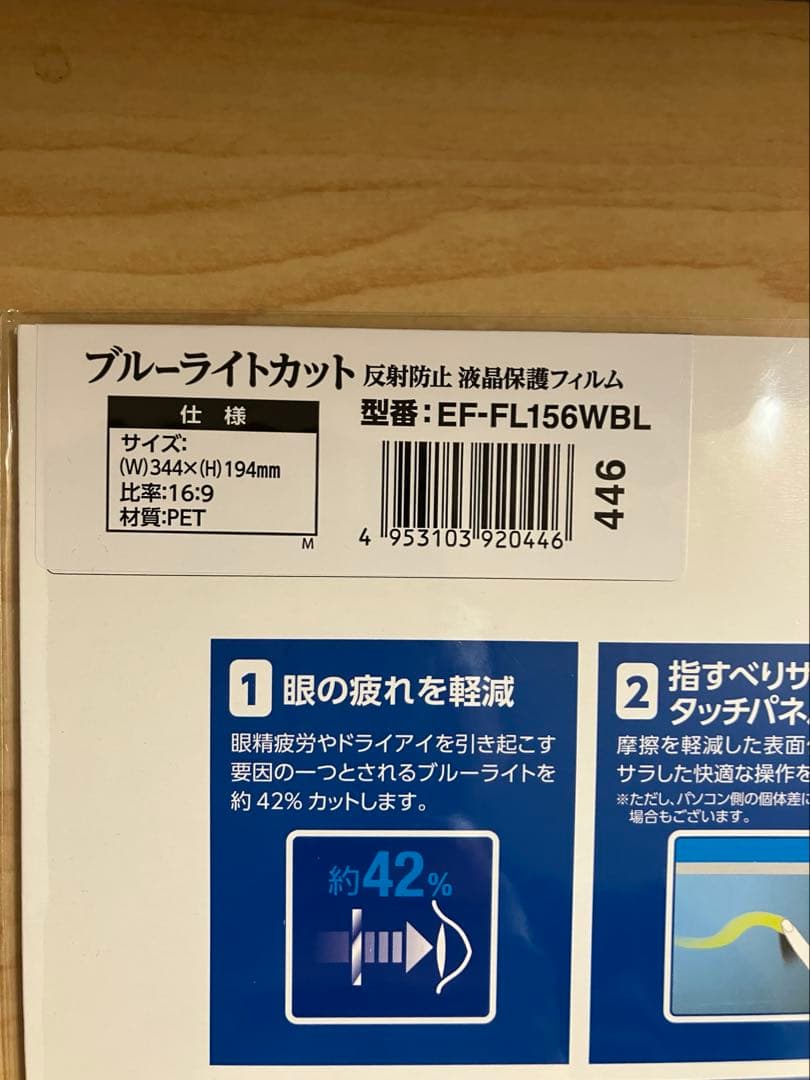 ブルーライトカット 反射防止 液晶保護フィルム
仕様
サイズ:
(W)344×(H)194mm
比率:16:9
材質:PET
M
型番:EF-FL156WBL
4 953103 920446
446
1 眼の疲れを軽減
眼精疲労やドライアイを引き起こす
要因の一つとされるブルーライトを
約42%カットします。
約42%
2 指すべりサ
タッチパネ
摩擦を軽減した表面
サラした快適な操作を
※ただし、パソコン側の個体差に
場合もございます。